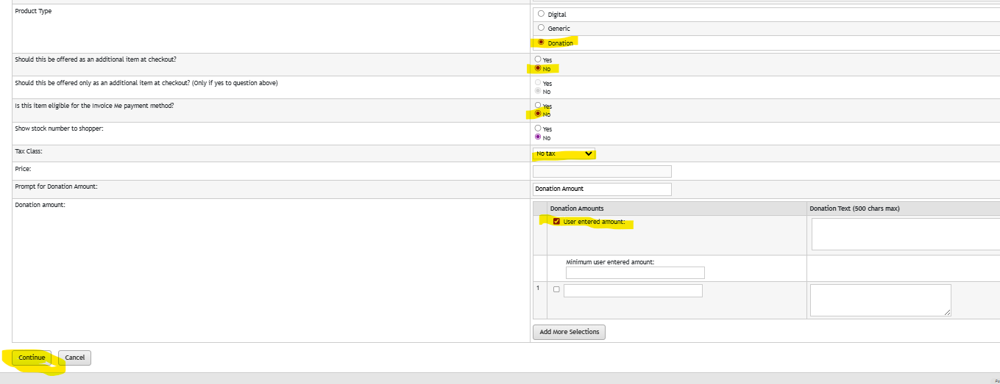 Product Type
Digital
Generic
Donation
Should this be offered as an additional item at checkout?
Yes
No
Should this be offered only as an additional item at checkout? (Only if yes to question above)
Yes
No
Is this item eligible for the Invoice Me payment method?
Yes
No
Show stock number to shopper:
Yes
No
Tax Class:
No tax
Price:
Prompt for Donation Amount:
Donation Amount
Donation amount:
Donation Amounts
Donation Text (500 chars max)
User entered amount:
Minimum user entered amount:
1
Add More Selections
Continue
Cancel